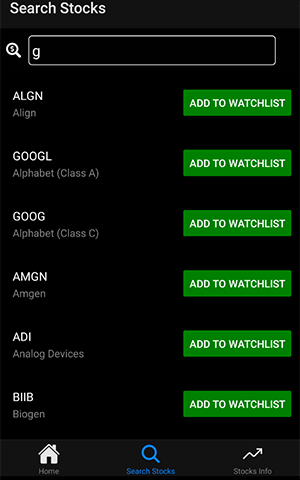 Search Stocks
g
ALGN
Align
ADD TO WATCHLIST
GOOGL
Alphabet (Class A)
ADD TO WATCHLIST
GOOG
Alphabet (Class C)
ADD TO WATCHLIST
AMGN
Amgen
ADD TO WATCHLIST
ADI
Analog Devices
ADD TO WATCHLIST
BIIB
Biogen
ADD TO WATCHLIST
Home
Search Stocks
Stocks Info